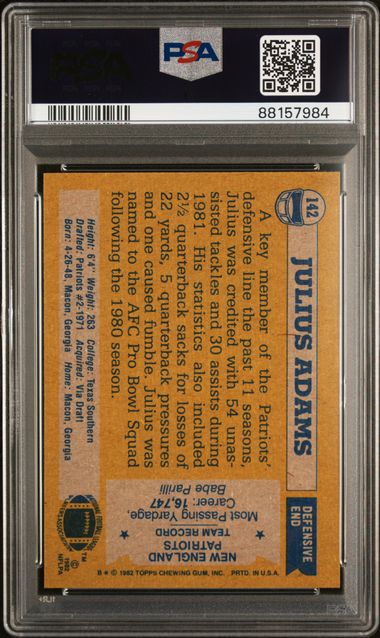 PSA
88157984
142
JULIUS ADAMS
DEFENSIVE
END
A key member of the Patriots'
defensive line the past 11 seasons,
Julius was credited with 54 unas-
sisted tackles and 30 assists during
1981. His statistics also included
2½ quarterback sacks for losses of
22 yards, 5 quarterback pressures
and one caused fumble. Julius was
named to the AFC Pro Bowl Squad
following the 1980 season.
Height: 6'4" Weight: 263 College: Texas Southern
Drafted: Patriots #2-1971 Acquired: Via Draft
Born: 4-26-48, Macon, Georgia Home: Macon, Georgia
NEW ENGLAND
PATRIOTS
TEAM RECORD
Most Passing Yardage,
Career: 16,747
Babe Parilli
TM
© 1982
NFLPA
B * © 1982 TOPPS CHEWING GUM, INC. PRTD. IN U.S.A.